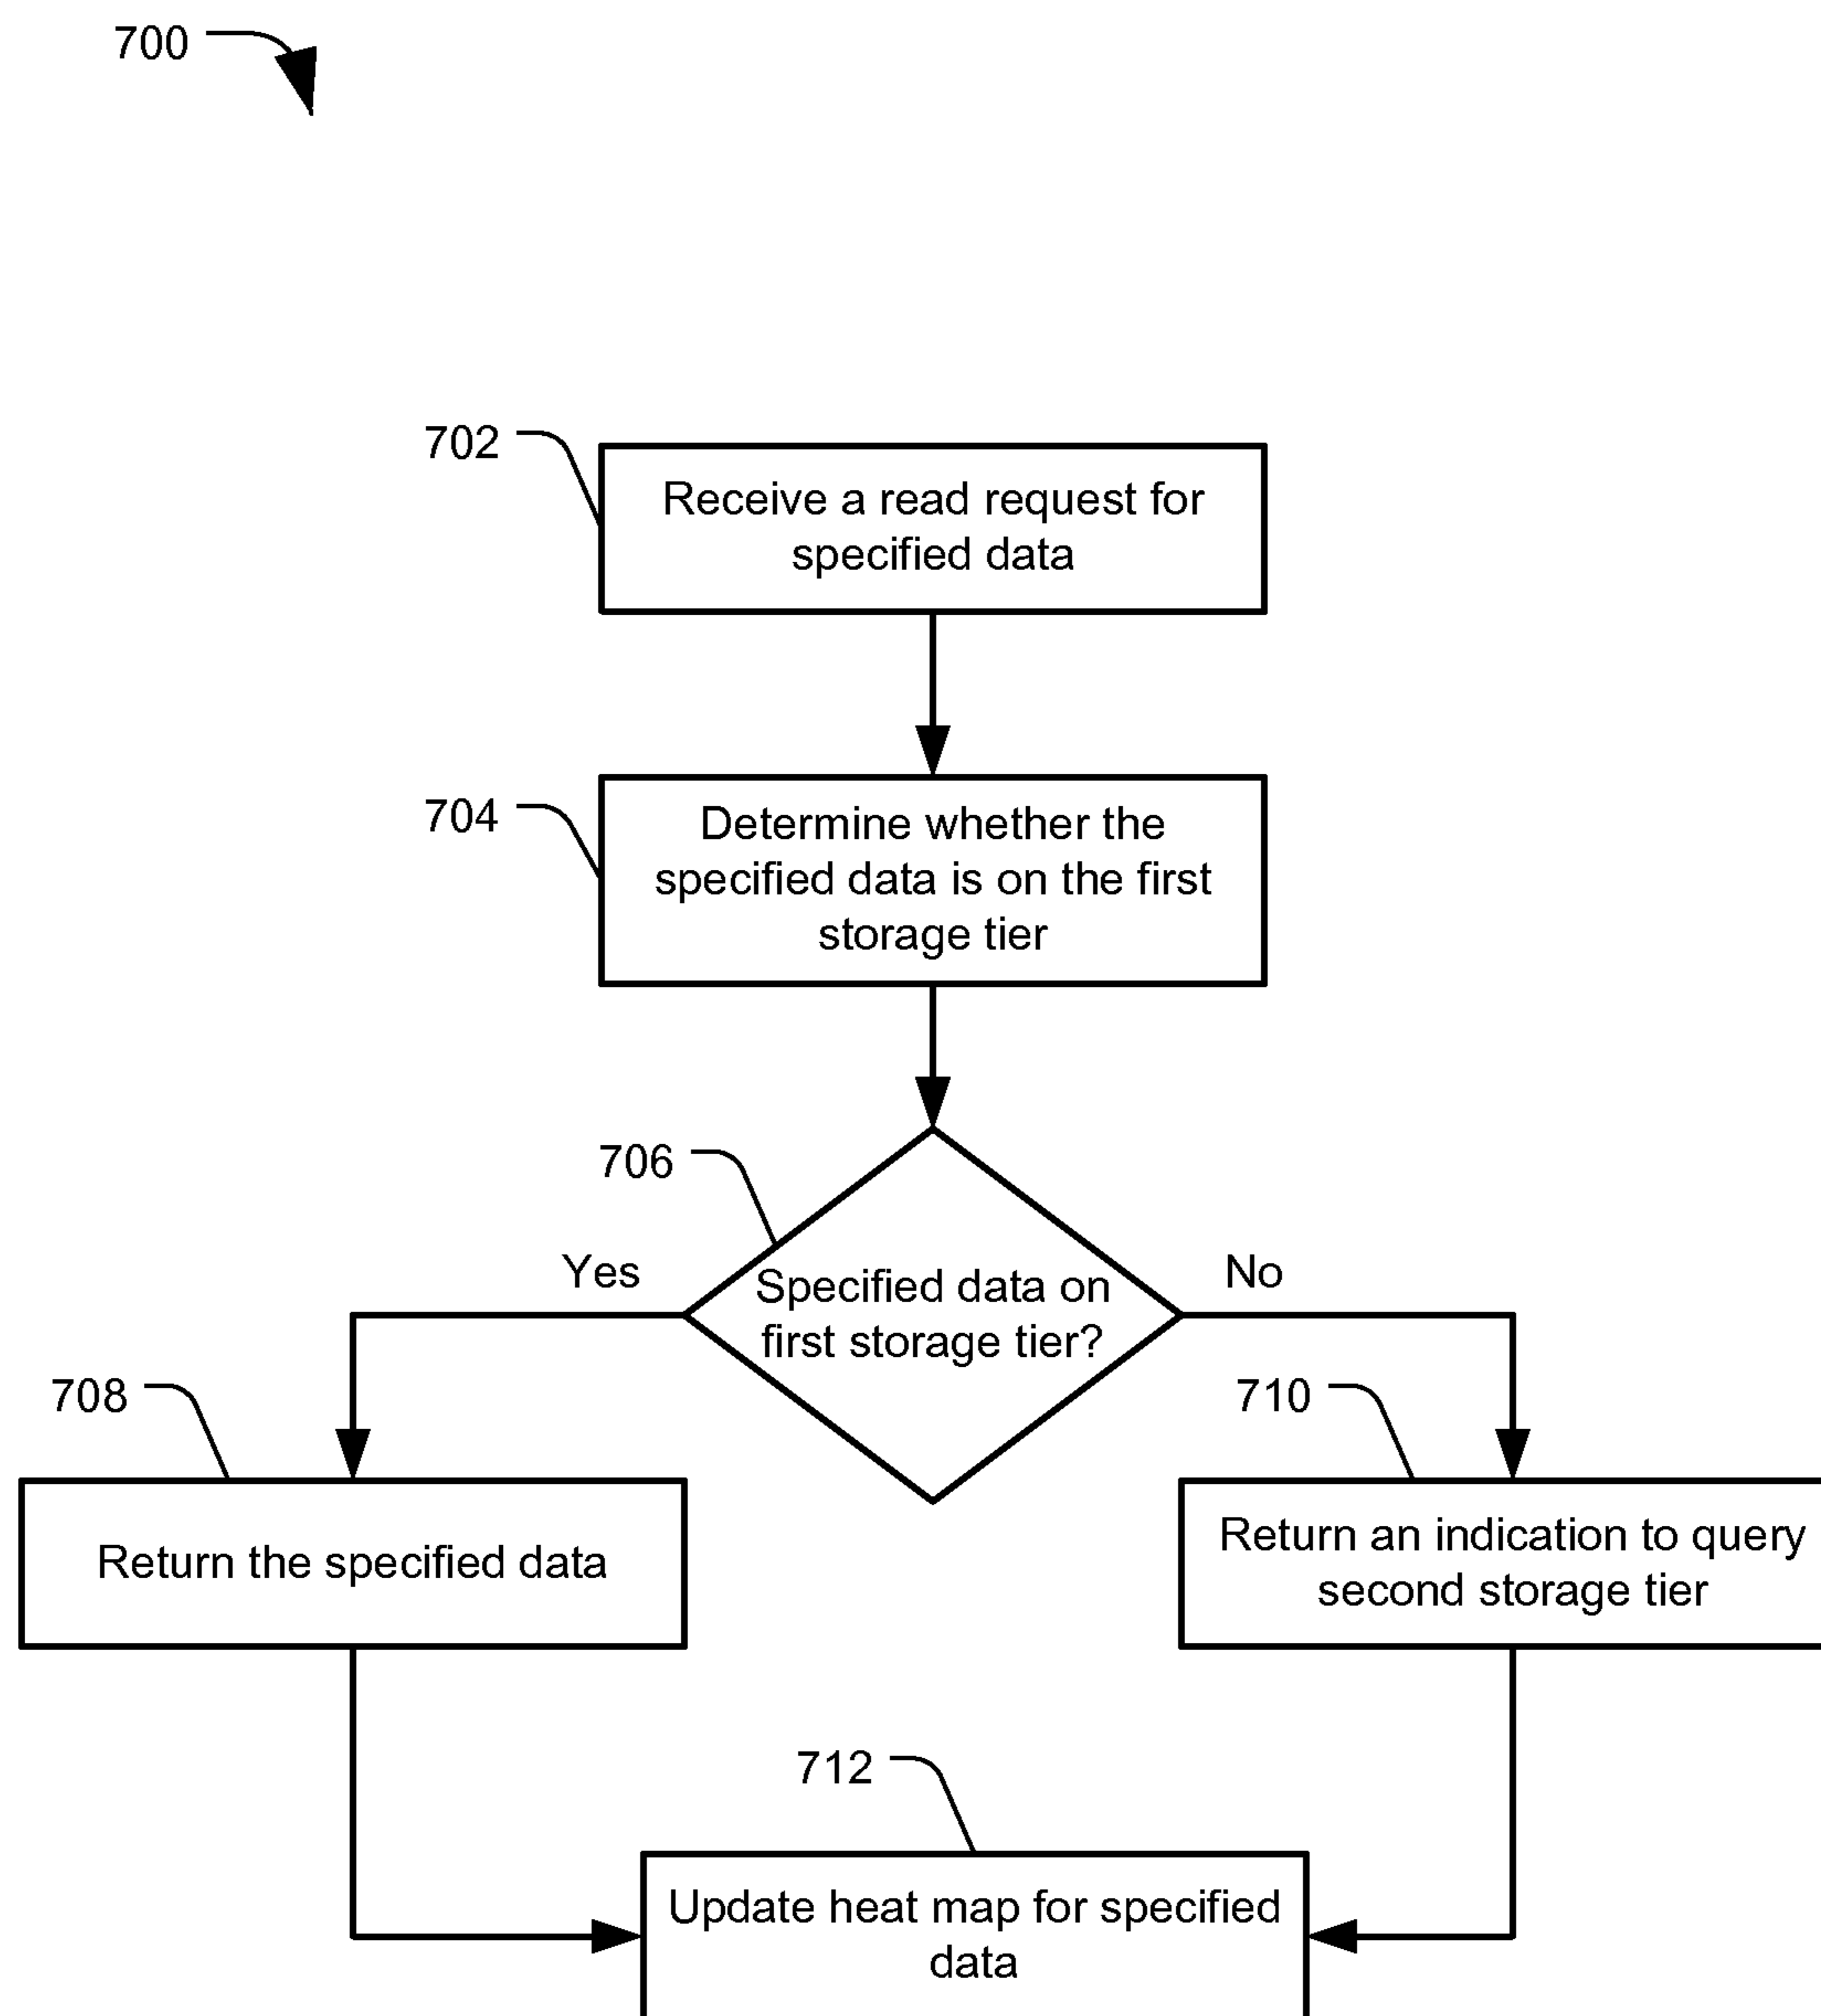 700
702
Receive a read request for
specified data
704
Determine whether the
specified data is on the first
storage tier
706
Yes
No
Specified data on
first storage tier?
708
710
Return the specified data
Return an indication to query
second storage tier
712
Update heat map for specified
data